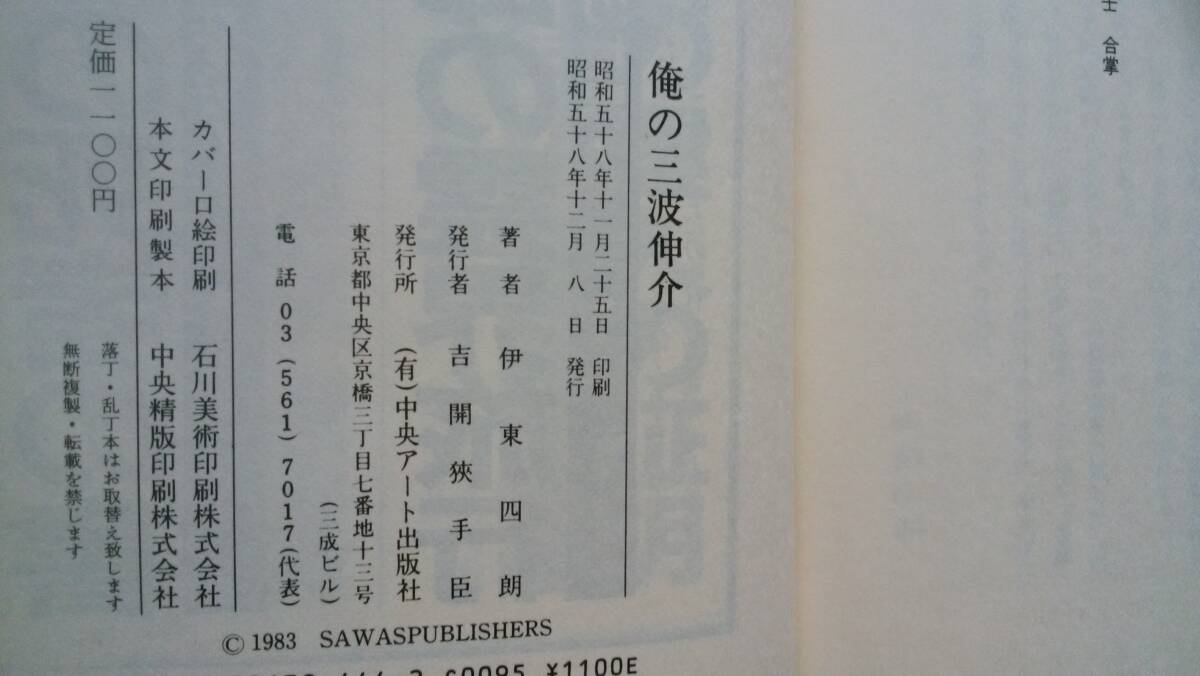 士 合掌
俺の三波伸介
昭和五十八年十一月二十五日 印刷
昭和五十八年十二月 八 日 発行
著者 伊東四朗
発行者 吉開狹手臣
発行所 (有)中央アート出版社
東京都中央区京橋三丁目七番地十三号
(三成ビル)
電話 03 (561) 7017(代表)
カバー口絵印刷 石川美術印刷株式会社
本文印刷製本 中央精版印刷株式会社
定価一一〇〇円
落丁・乱丁本はお取替え致します
無断複製・転載を禁じます
© 1983 SAWASPUBLISHERS
¥1100E